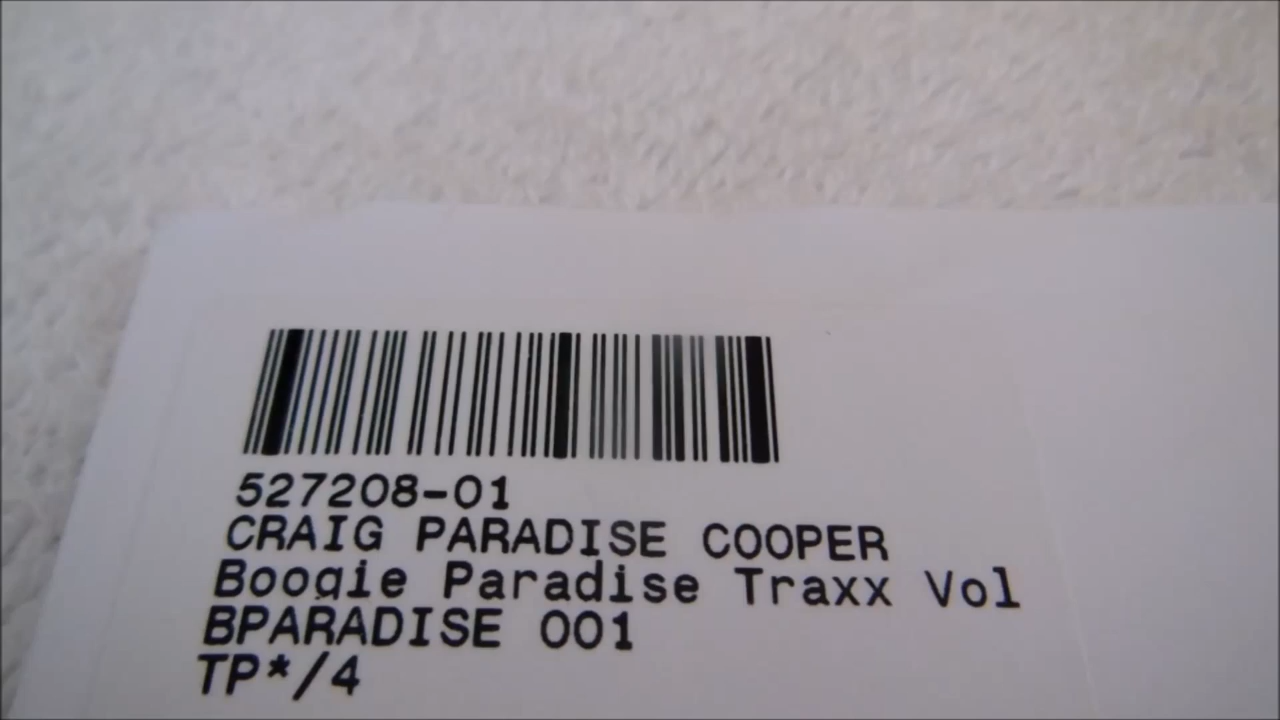 527208-01
CRAIG PARADISE COOPER
Boogie Paradise Traxx Vol
BPARADISE 001
TP*/4